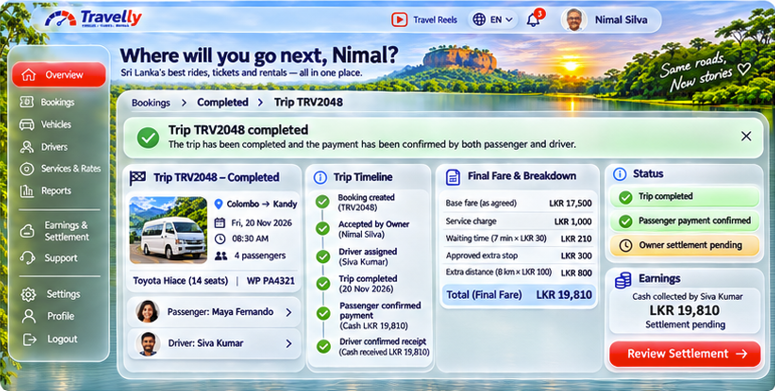 Travelly
Travel Reels
EN
3
Nimal Silva
Where will you go next, Nimal?
Sri Lanka's best rides, tickets and rentals — all in one place.
Same roads,
New stories ♡
Overview
Bookings
Vehicles
Drivers
Services & Rates
Reports
Earnings &
Settlement
Support
Settings
Profile
Logout
Bookings > Completed > Trip TRV2048
Trip TRV2048 completed
The trip has been completed and the payment has been confirmed by both passenger and driver.
Trip TRV2048 – Completed
Colombo → Kandy
Fri, 20 Nov 2026
08:30 AM
4 passengers
Toyota Hiace (14 seats) | WP PA4321
Passenger: Maya Fernando
Driver: Siva Kumar
Trip Timeline
Booking created
(TRV2048)
Accepted by Owner
(Nimal Silva)
Driver assigned
(Siva Kumar)
Trip completed
(20 Nov 2026)
Passenger confirmed
payment
(Cash LKR 19,810)
Driver confirmed receipt
(Cash received LKR 19,810)
Final Fare & Breakdown
Base fare (as agreed) LKR 17,500
Service charge LKR 1,000
Waiting time (7 min × LKR 30) LKR 210
Approved extra stop LKR 300
Extra distance (8 km × LKR 100) LKR 800
Total (Final Fare) LKR 19,810
Status
Trip completed
Passenger payment confirmed
Owner settlement pending
Earnings
Cash collected by Siva Kumar
LKR 19,810
Settlement pending
Review Settlement →